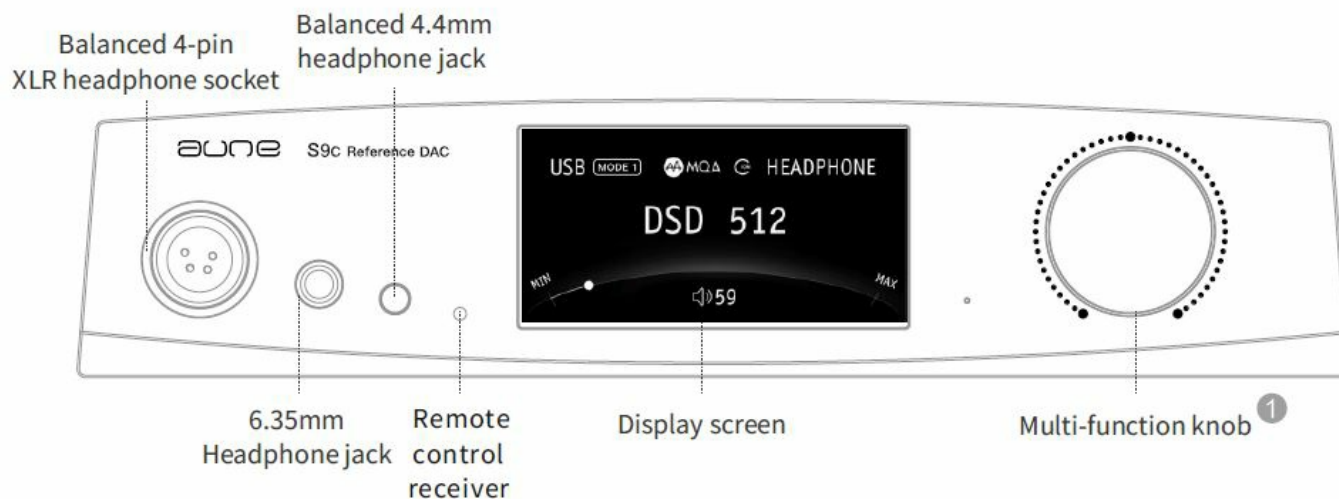 Balanced 4-pin
XLR headphone socket
Balanced 4.4mm
headphone jack
aune
S9c Reference DAC
USB MODE 1 MQA HEADPHONE
DSD 512
MIN
MAX
59
6.35mm
Headphone jack
Remote
control
receiver
Display screen
Multi-function knob 1